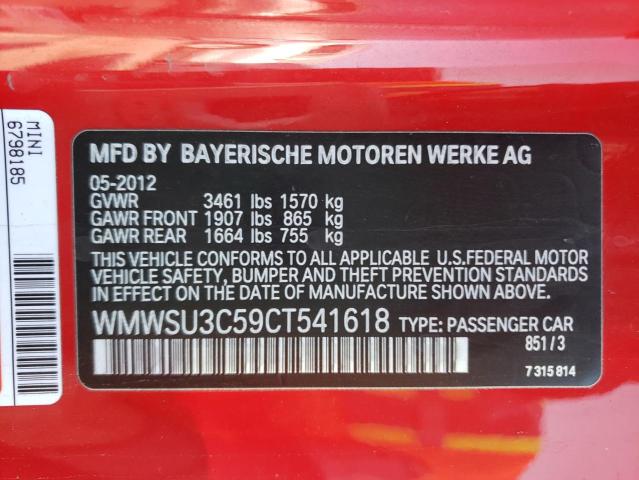 MINI
6798185
MFD BY BAYERISCHE MOTOREN WERKE AG
05-2012
GVWR 3461 lbs 1570 kg
GAWR FRONT 1907 lbs 865 kg
GAWR REAR 1664 lbs 755 kg
THIS VEHICLE CONFORMS TO ALL APPLICABLE U.S.FEDERAL MOTOR
VEHICLE SAFETY, BUMPER AND THEFT PREVENTION STANDARDS
IN EFFECT ON THE DATE OF MANUFACTURE SHOWN ABOVE.
WMWSU3C59CT541618 TYPE: PASSENGER CAR
851/3
7 315 814